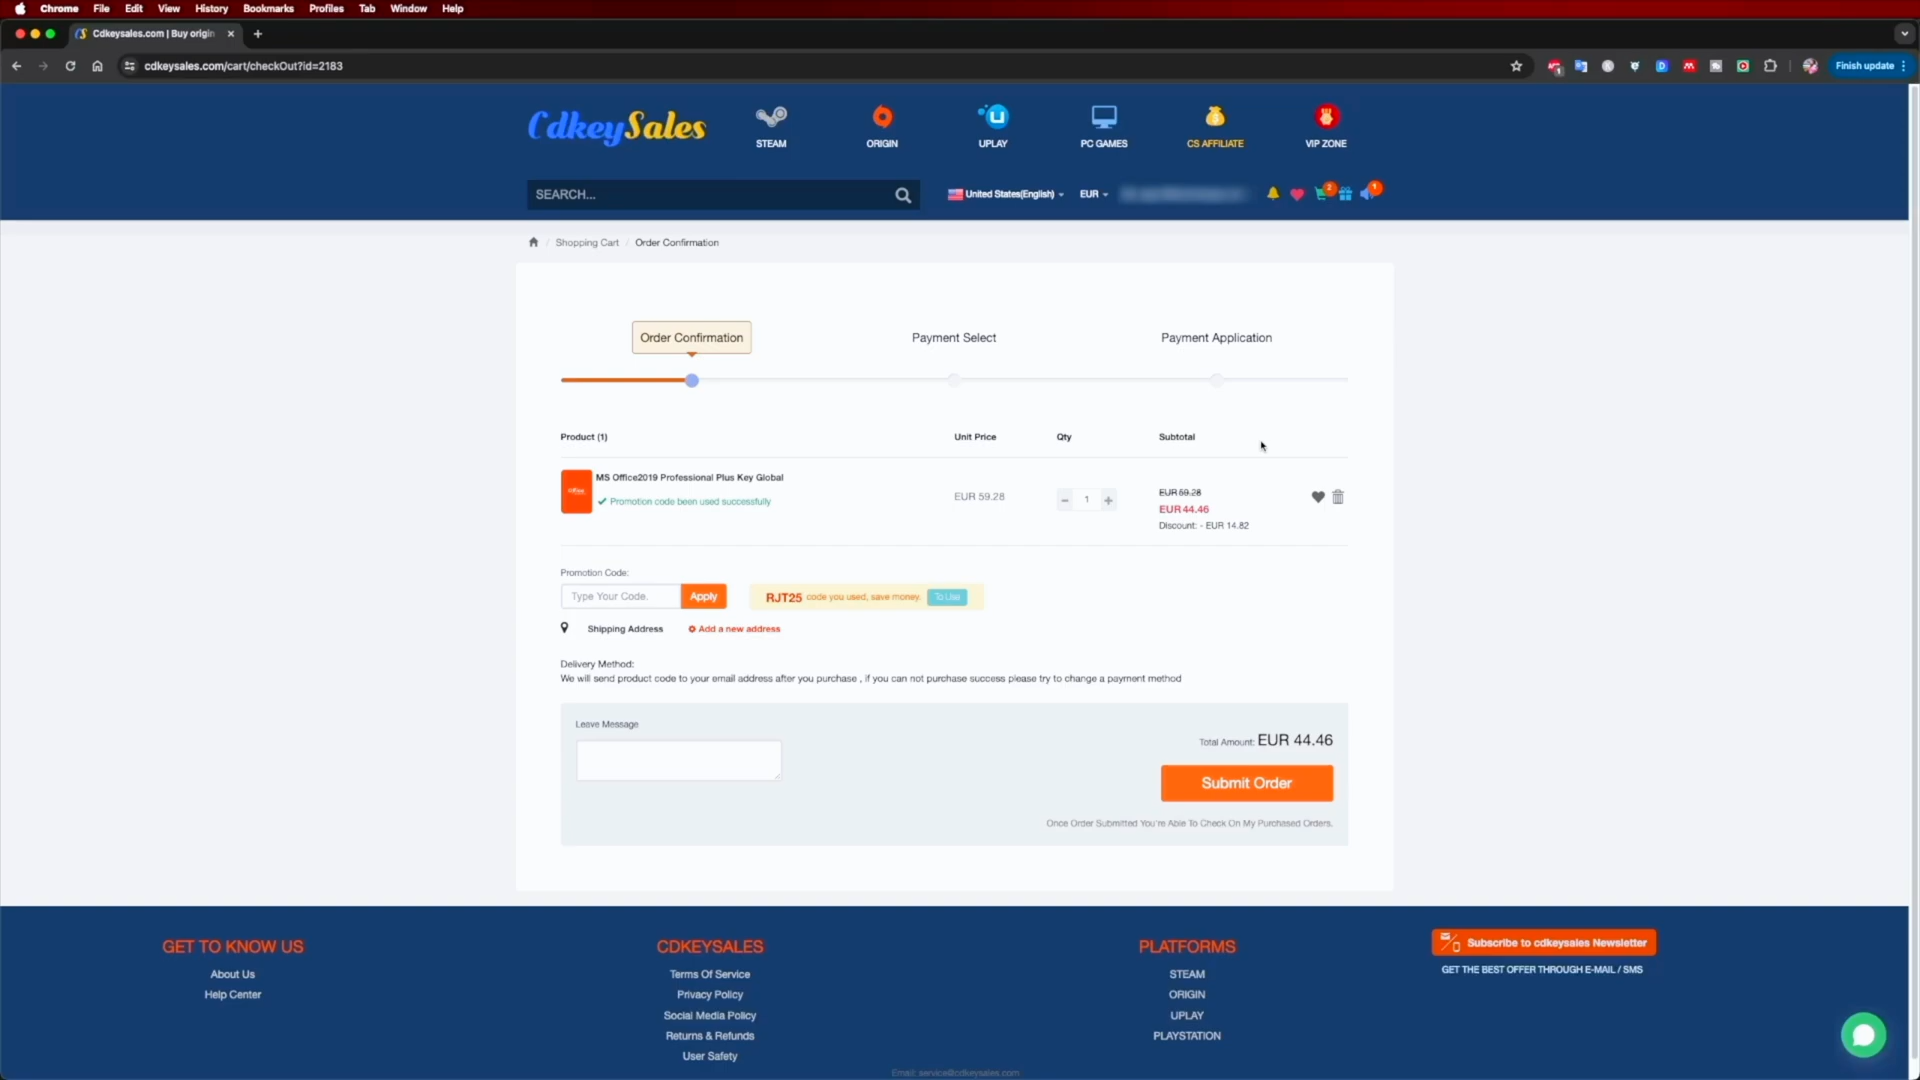 Chrome File Edit View History Bookmarks Profiles Tab Window Help
Cdkeysales.com | Buy origin
cdkeysales.com/cart/checkOut?id=2183
Finish update
CdkeySales
STEAM ORIGIN UPLAY PC GAMES CS AFFILIATE VIP ZONE
SEARCH...
United States(English) EUR 2 1
Shopping Cart / Order Confirmation
Order Confirmation Payment Select Payment Application
Product (1) Unit Price Qty Subtotal
MS Office2019 Professional Plus Key Global
Promotion code been used successfully
EUR 59.28
- 1 +
EUR 59.28
EUR 44.46
Discount: - EUR 14.82
Promotion Code:
Type Your Code. Apply RJT25 code you used, save money. To Use
Shipping Address Add a new address
Delivery Method:
We will send product code to your email address after you purchase , if you can not purchase success please try to change a payment method
Leave Message
Total Amount: EUR 44.46
Submit Order
Once Order Submitted You're Able To Check On My Purchased Orders.
GET TO KNOW US
About Us
Help Center
CDKEYSALES
Terms Of Service
Privacy Policy
Social Media Policy
Returns & Refunds
User Safety
PLATFORMS
STEAM
ORIGIN
UPLAY
PLAYSTATION
Subscribe to cdkeysales Newsletter
GET THE BEST OFFER THROUGH E-MAIL / SMS
Email: service@cdkeysales.com